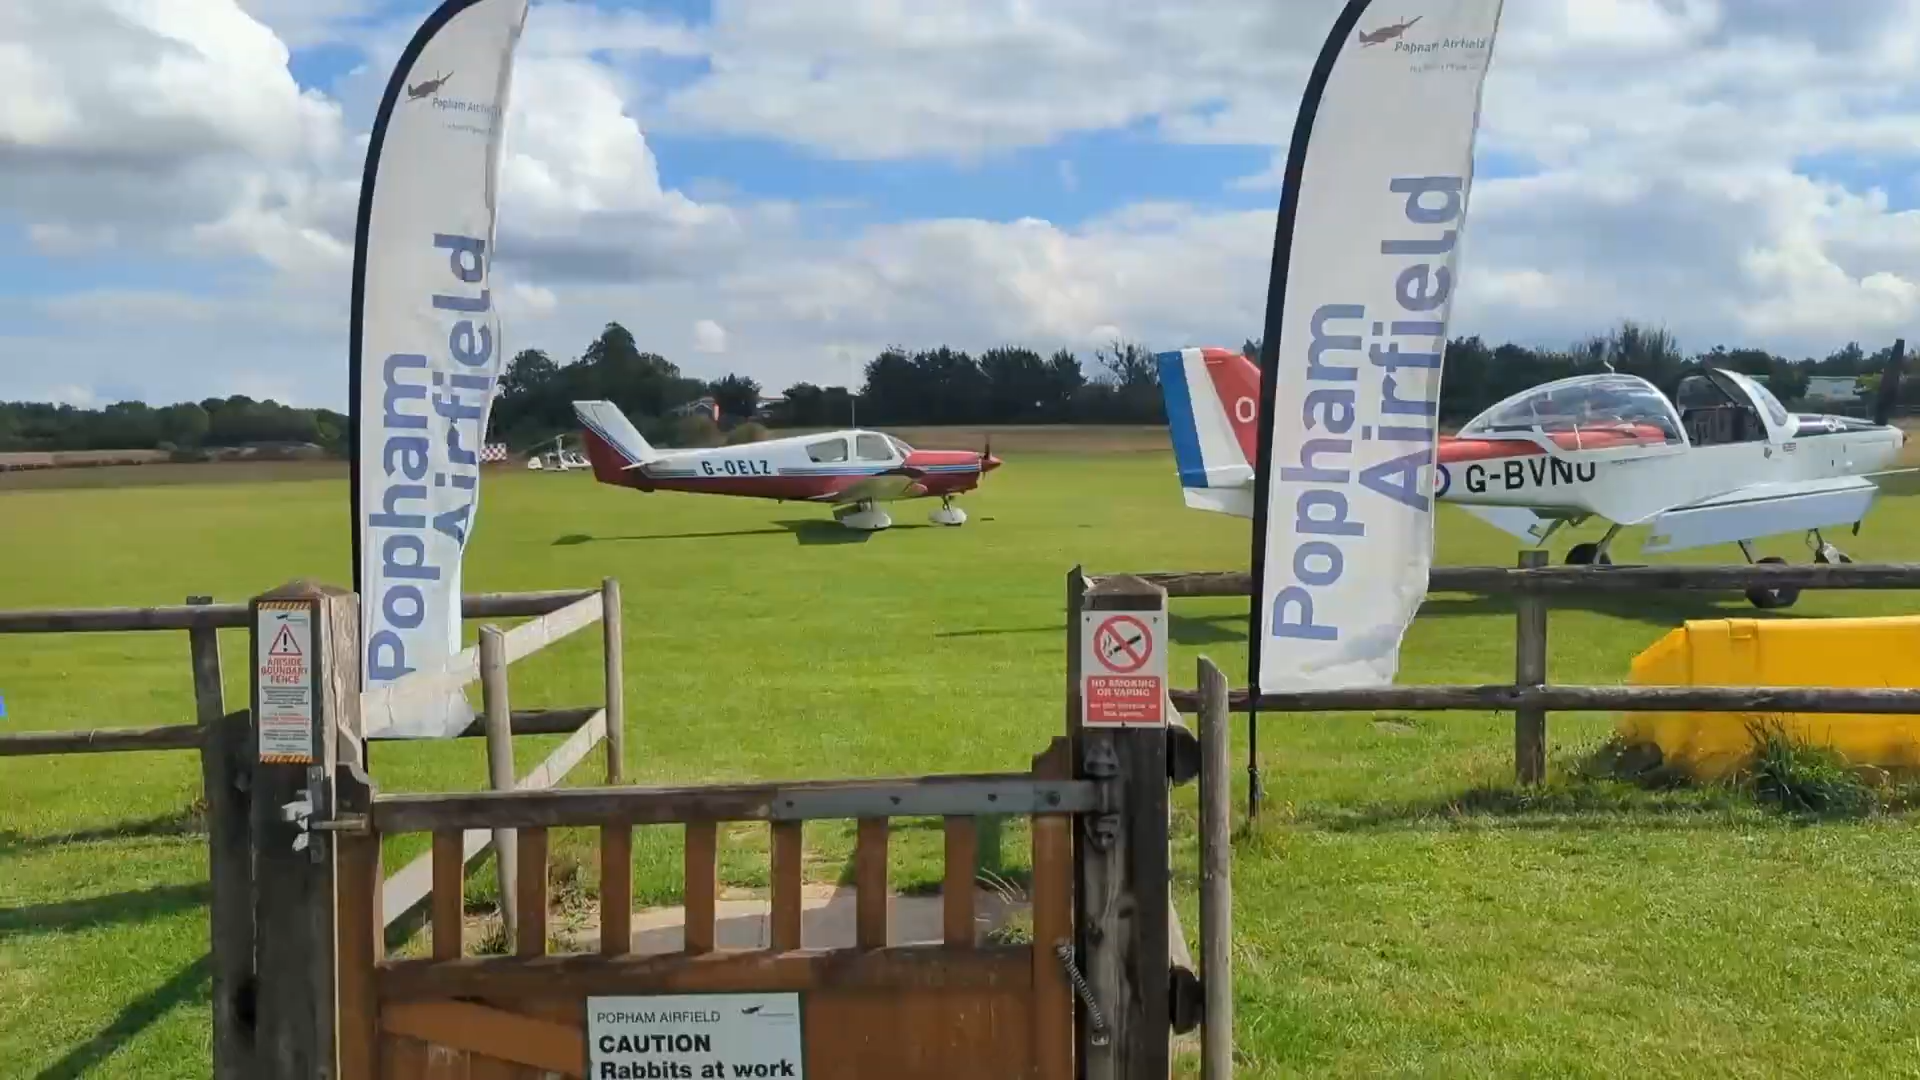 Popham Airfield
Popham
Airfield
Popham Airfield
Popham
Airfield
G-OELZ
O
G-BVNU
AIRSIDE
BOUNDARY
FENCE
NO SMOKING
OR VAPING
POPHAM AIRFIELD
CAUTION
Rabbits at work